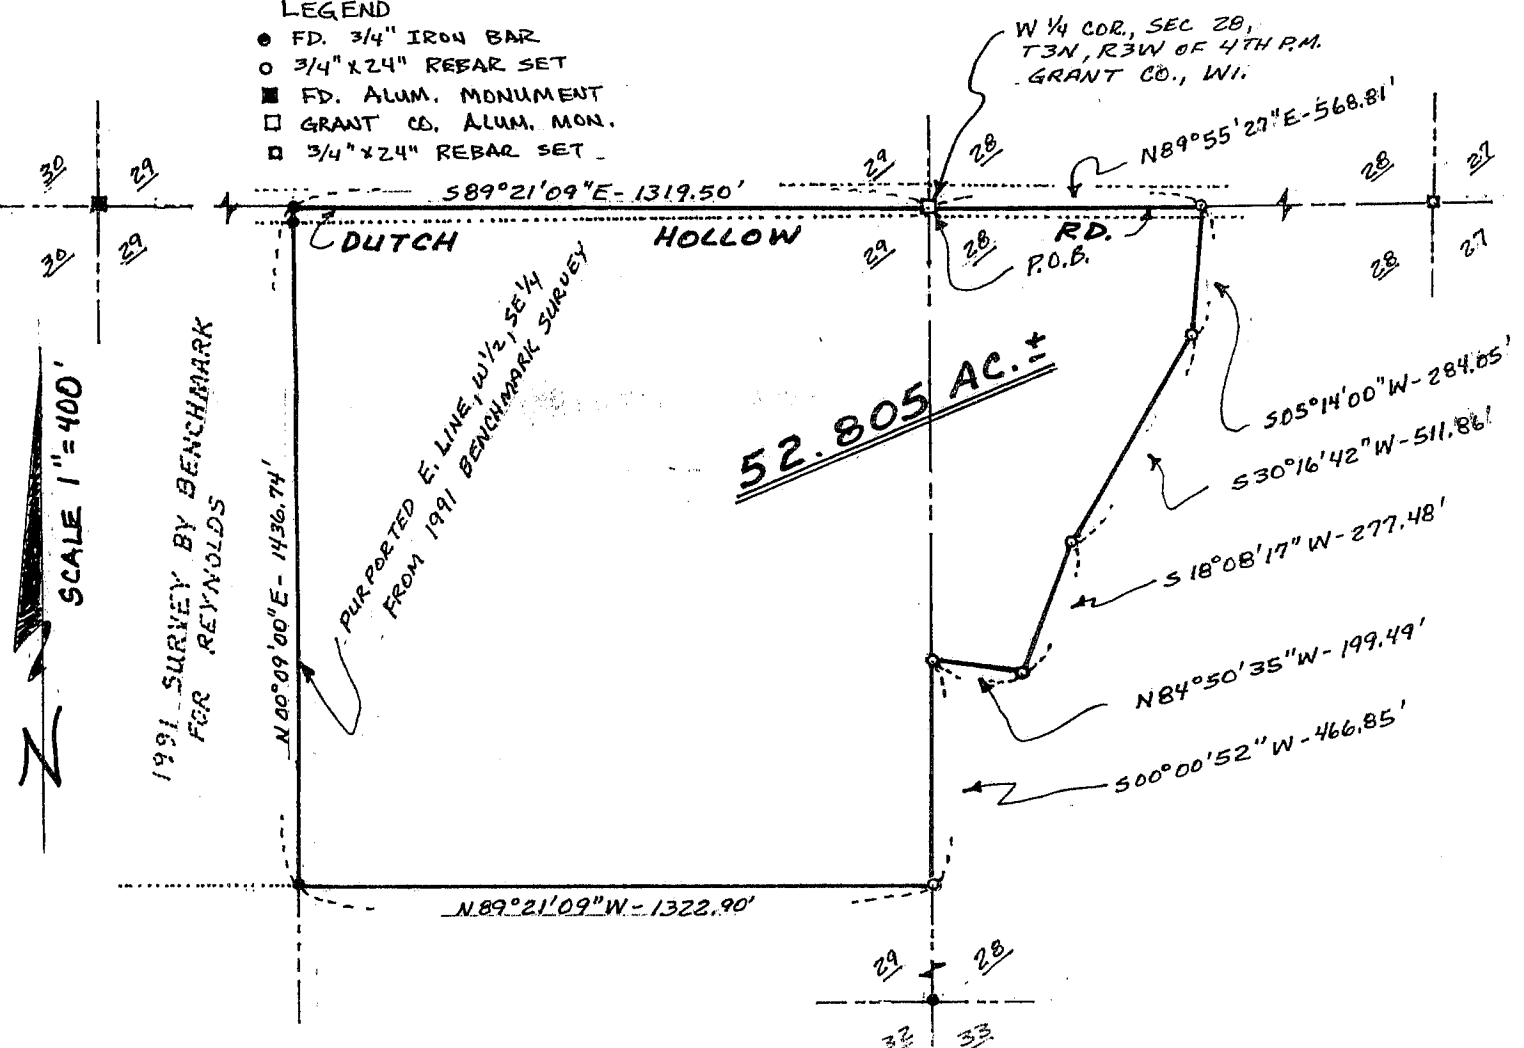 LEGEND
FD. 3/4" IRON BAR
3/4" X 24" REBAR SET
FD. ALUM. MONUMENT
GRANT CO. ALUM. MON.
3/4" X 24" REBAR SET
W 1/4 COR., SEC 28,
T3N, R3W OF 4TH P.M.
GRANT CO., WI.
N89°55'27"E-568.81'
30
29
29
28
28
27
S89°21'09"E-1319.50'
DUTCH HOLLOW RD.
30
29
29
28
P.O.B.
28
27
SCALE 1"=400'
N
1991 SURVEY BY BENCHMARK
FOR REYNOLDS
N00°09'00"E-1436.74'
PURPORTED E. LINE, W 1/2, SE 1/4
FROM 1991 BENCHMARK SURVEY
52.805 AC.±
S05°14'00"W-284.05'
S30°16'42"W-511.86'
S18°08'17"W-277.48'
N84°50'35"W-199.49'
S00°00'52"W-466.85'
N89°21'09"W-1322.90'
29
28
32
33